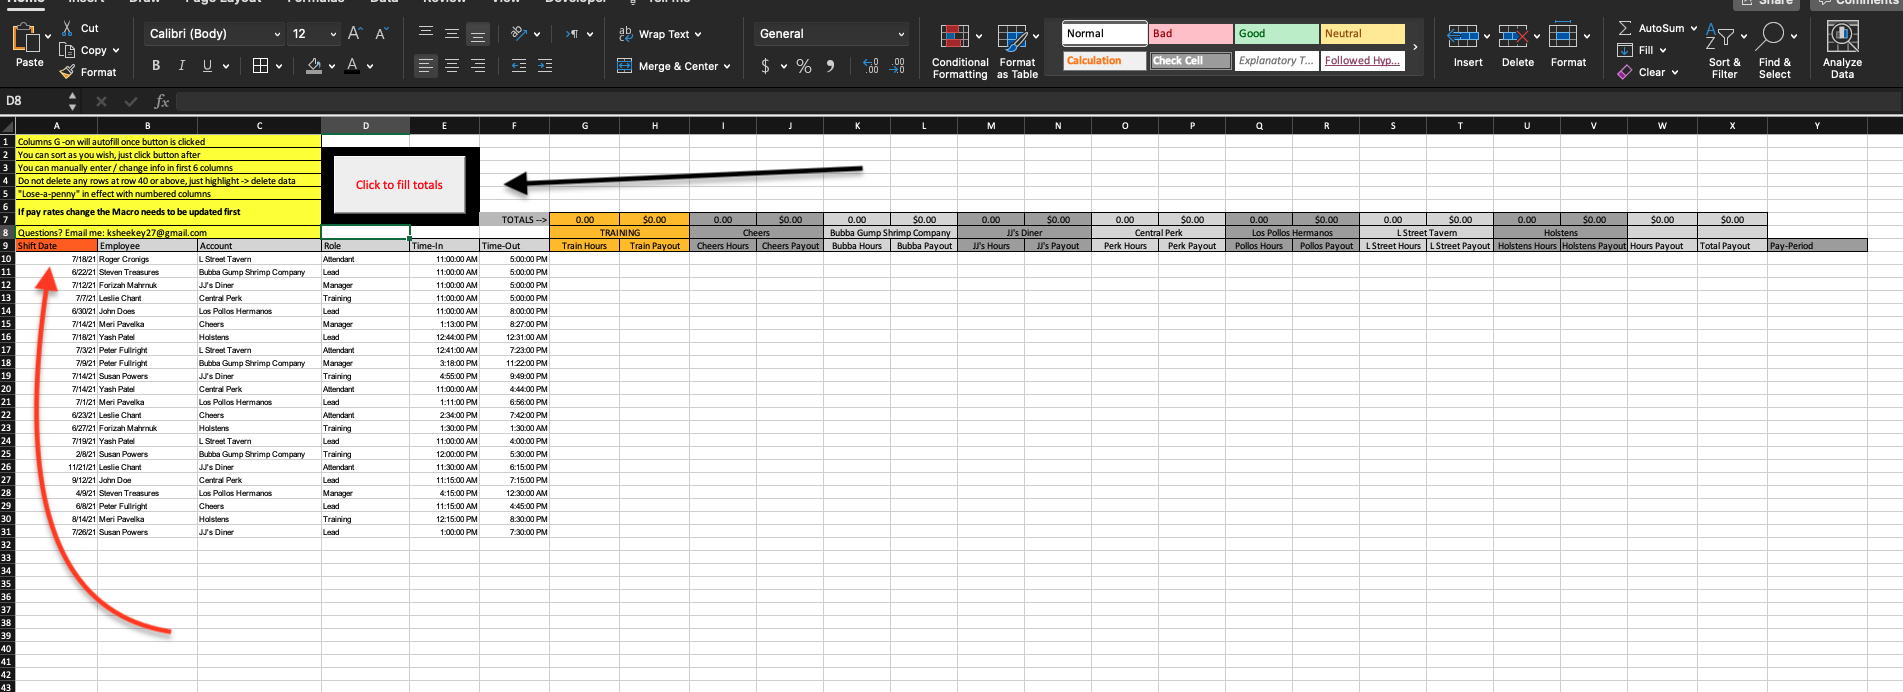 Home Insert Draw Page Layout Formulas Data Review View Developer Tell me Share Comments
Paste
Cut
Copy
Format
Calibri (Body) 12
B I U
Wrap Text
Merge & Center
General
$ %
Conditional Formatting
Format as Table
Normal Bad Good Neutral
Calculation Check Cell Explanatory T... Followed Hyp...
Insert Delete Format
AutoSum
Fill
Clear
Sort & Filter
Find & Select
Analyze Data
D8 fx
A B C D E F G H I J K L M N O P Q R S T U V W X Y
1 Columns G -on will autofill once button is clicked
2 You can sort as you wish, just click button after
3 You can manually enter / change info in first 6 columns
4 Do not delete any rows at row 40 or above, just highlight -> delete data
5 "Lose-a-penny" in effect with numbered columns
6
If pay rates change the Macro needs to be updated first
Click to fill totals
7 TOTALS --> 0.00 $0.00 0.00 $0.00 0.00 $0.00 0.00 $0.00 0.00 $0.00 0.00 $0.00 0.00 $0.00 0.00 $0.00 0.00 $0.00
8 Questions? Email me: ksheekey27@gmail.com TRAINING Cheers Bubba Gump Shrimp Company JJ's Diner Central Perk Los Pollos Hermanos L Street Tavern Holstens
9 Shift Date Employee Account Role Time-In Time-Out Train Hours Train Payout Cheers Hours Cheers Payout Bubba Hours Bubba Payout JJ's Hours JJ's Payout Perk Hours Perk Payout Pollos Hours Pollos Payout L Street Hours L Street Payout Holstens Hours Holstens Payout Hours Payout Total Payout Pay-Period
10 7/18/21 Roger Cronigs L Street Tavern Attendant 11:00:00 AM 5:00:00 PM
11 6/22/21 Steven Treasures Bubba Gump Shrimp Company Lead 11:00:00 AM 5:00:00 PM
12 7/12/21 Forizah Mahrnuk JJ's Diner Manager 11:00:00 AM 5:00:00 PM
13 7/7/21 Leslie Chant Central Perk Training 11:00:00 AM 5:00:00 PM
14 6/30/21 John Does Los Pollos Hermanos Lead 11:00:00 AM 8:00:00 PM
15 7/14/21 Meri Pavelka Cheers Manager 1:13:00 PM 8:27:00 PM
16 7/18/21 Yash Patel Holstens Lead 12:44:00 PM 12:31:00 AM
17 7/3/21 Peter Fullright L Street Tavern Attendant 12:41:00 AM 7:23:00 PM
18 7/9/21 Peter Fullright Bubba Gump Shrimp Company Manager 3:18:00 PM 11:22:00 PM
19 7/14/21 Susan Powers JJ's Diner Training 4:55:00 PM 9:49:00 PM
20 7/14/21 Yash Patel Central Perk Attendant 11:00:00 AM 4:44:00 PM
21 7/1/21 Meri Pavelka Los Pollos Hermanos Lead 1:11:00 PM 6:56:00 PM
22 6/23/21 Leslie Chant Cheers Attendant 2:34:00 PM 7:42:00 PM
23 6/27/21 Forizah Mahrnuk Holstens Training 1:30:00 PM 1:30:00 AM
24 7/19/21 Yash Patel L Street Tavern Lead 11:00:00 AM 4:00:00 PM
25 2/8/21 Susan Powers Bubba Gump Shrimp Company Training 12:00:00 PM 5:30:00 PM
26 11/21/21 Leslie Chant JJ's Diner Attendant 11:30:00 AM 6:15:00 PM
27 9/12/21 John Doe Central Perk Lead 11:15:00 AM 7:15:00 PM
28 4/9/21 Steven Treasures Los Pollos Hermanos Manager 4:15:00 PM 12:30:00 AM
29 6/8/21 Peter Fullright Cheers Lead 11:15:00 AM 4:45:00 PM
30 8/14/21 Meri Pavelka Holstens Training 12:15:00 PM 8:30:00 PM
31 7/26/21 Susan Powers JJ's Diner Lead 1:00:00 PM 7:30:00 PM
32
33
34
35
36
37
38
39
40
41
42
43